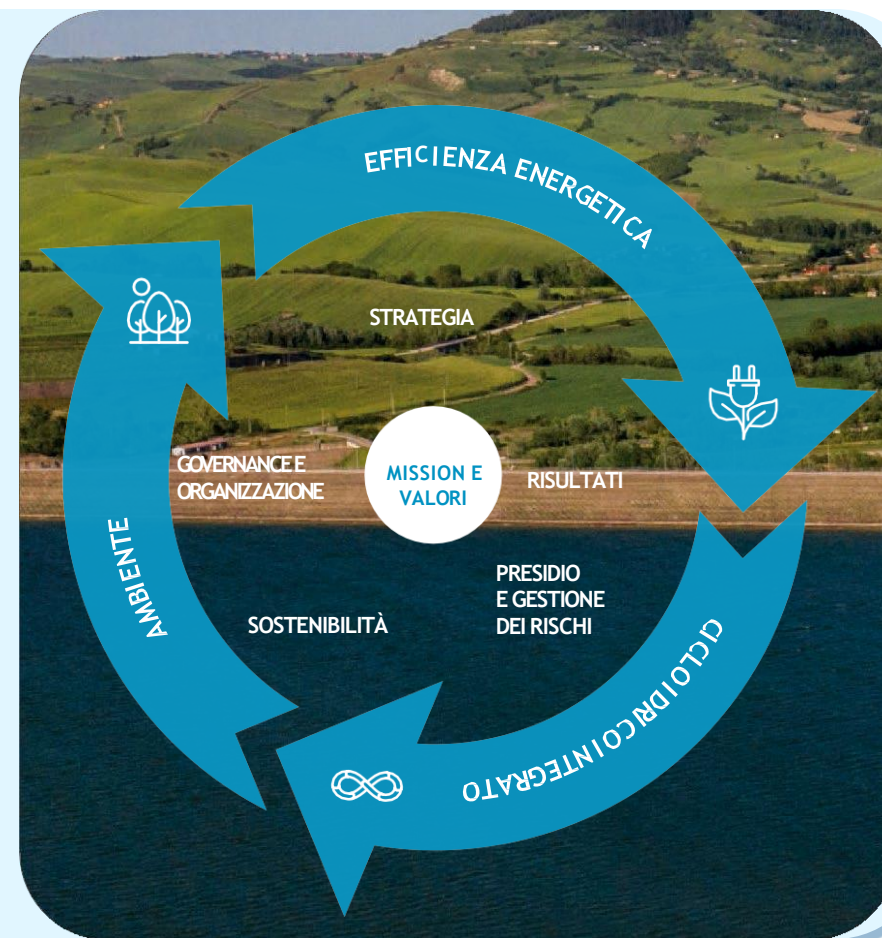 EFFICIENZA ENERGETICA
STRATEGIA
GOVERNANCE E
ORGANIZZAZIONE
MISSION E
VALORI
RISULTATI
PRESIDIO
E GESTIONE
DEI RISCHI
SOSTENIBILITÀ
AMBIENTE
CICLO IDRICO INTEGRATO